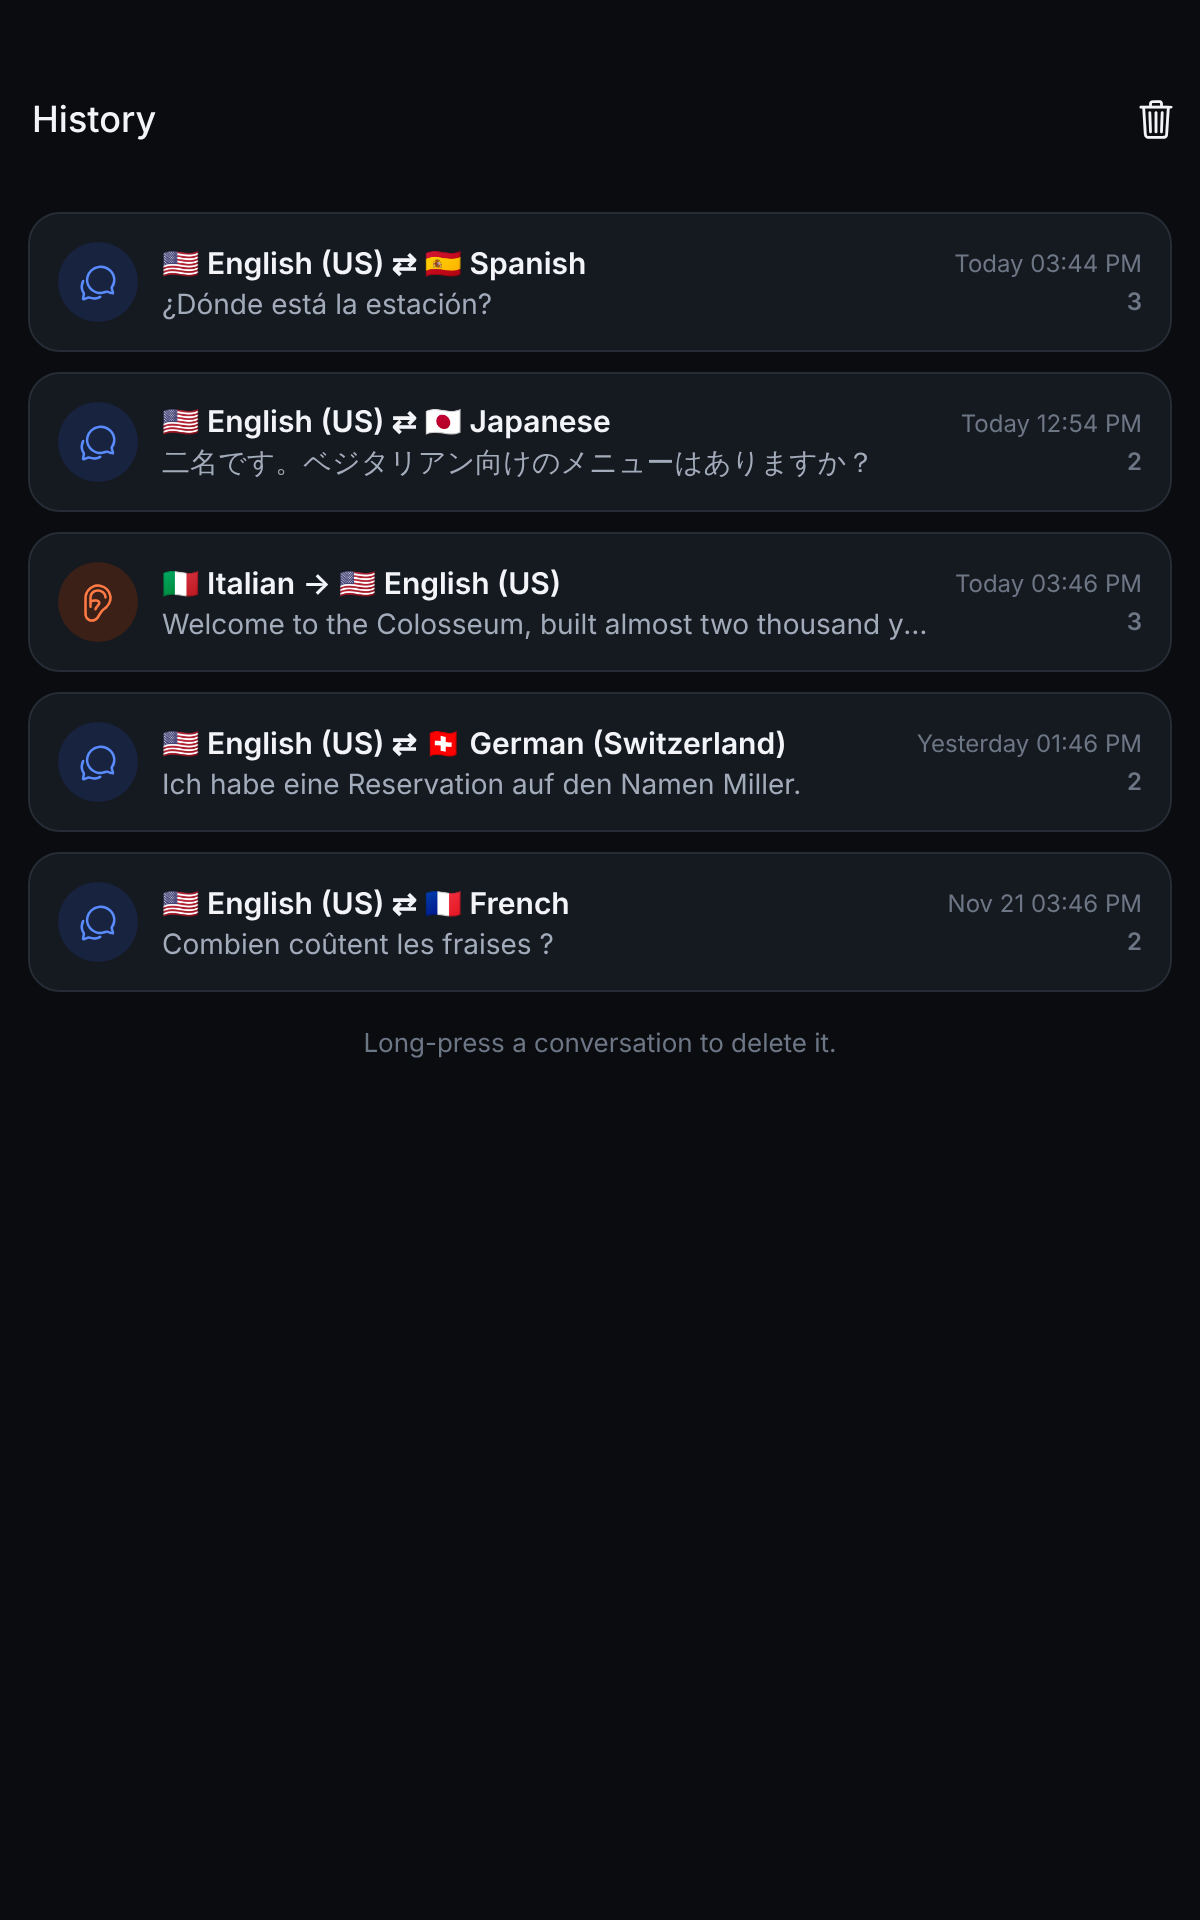 History
🇺🇸 English (US) ⇄ 🇪🇸 Spanish
Today 03:44 PM
¿Dónde está la estación?
3
🇺🇸 English (US) ⇄ 🇯🇵 Japanese
Today 12:54 PM
二名です。ベジタリアン向けのメニューはありますか？
2
🇮🇹 Italian → 🇺🇸 English (US)
Today 03:46 PM
Welcome to the Colosseum, built almost two thousand y...
3
🇺🇸 English (US) ⇄ 🇨🇭 German (Switzerland)
Yesterday 01:46 PM
Ich habe eine Reservation auf den Namen Miller.
2
🇺🇸 English (US) ⇄ 🇫🇷 French
Nov 21 03:46 PM
Combien coûtent les fraises ?
2
Long-press a conversation to delete it.